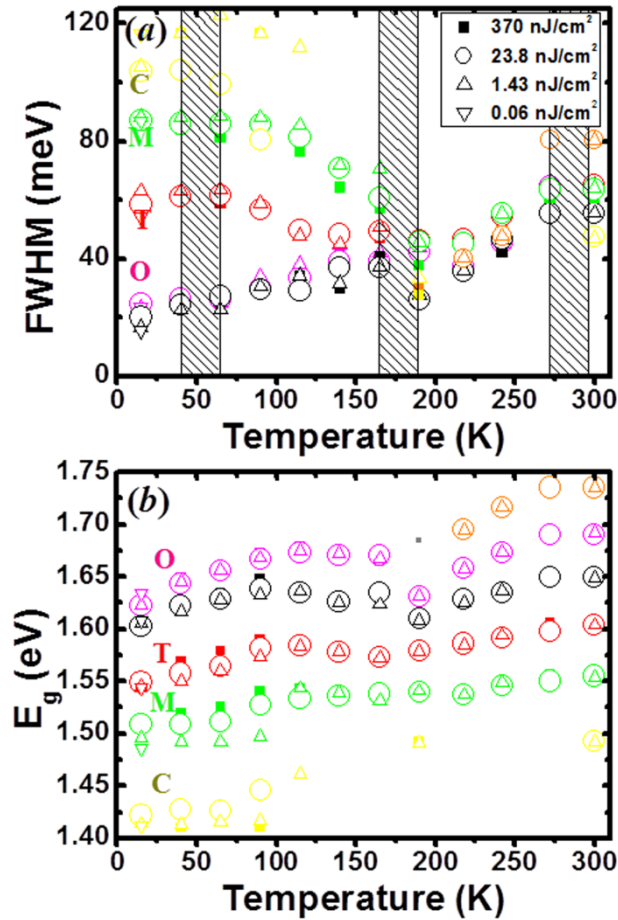 (a)
370 nJ/cm²
23.8 nJ/cm²
1.43 nJ/cm²
0.06 nJ/cm²
C
M
T
O
FWHM (meV)
120
80
40
0
0 50 100 150 200 250 300
Temperature (K)
(b)
O
T
M
C
E_g (eV)
1.75
1.70
1.65
1.60
1.55
1.50
1.45
1.40
0 50 100 150 200 250 300
Temperature (K)